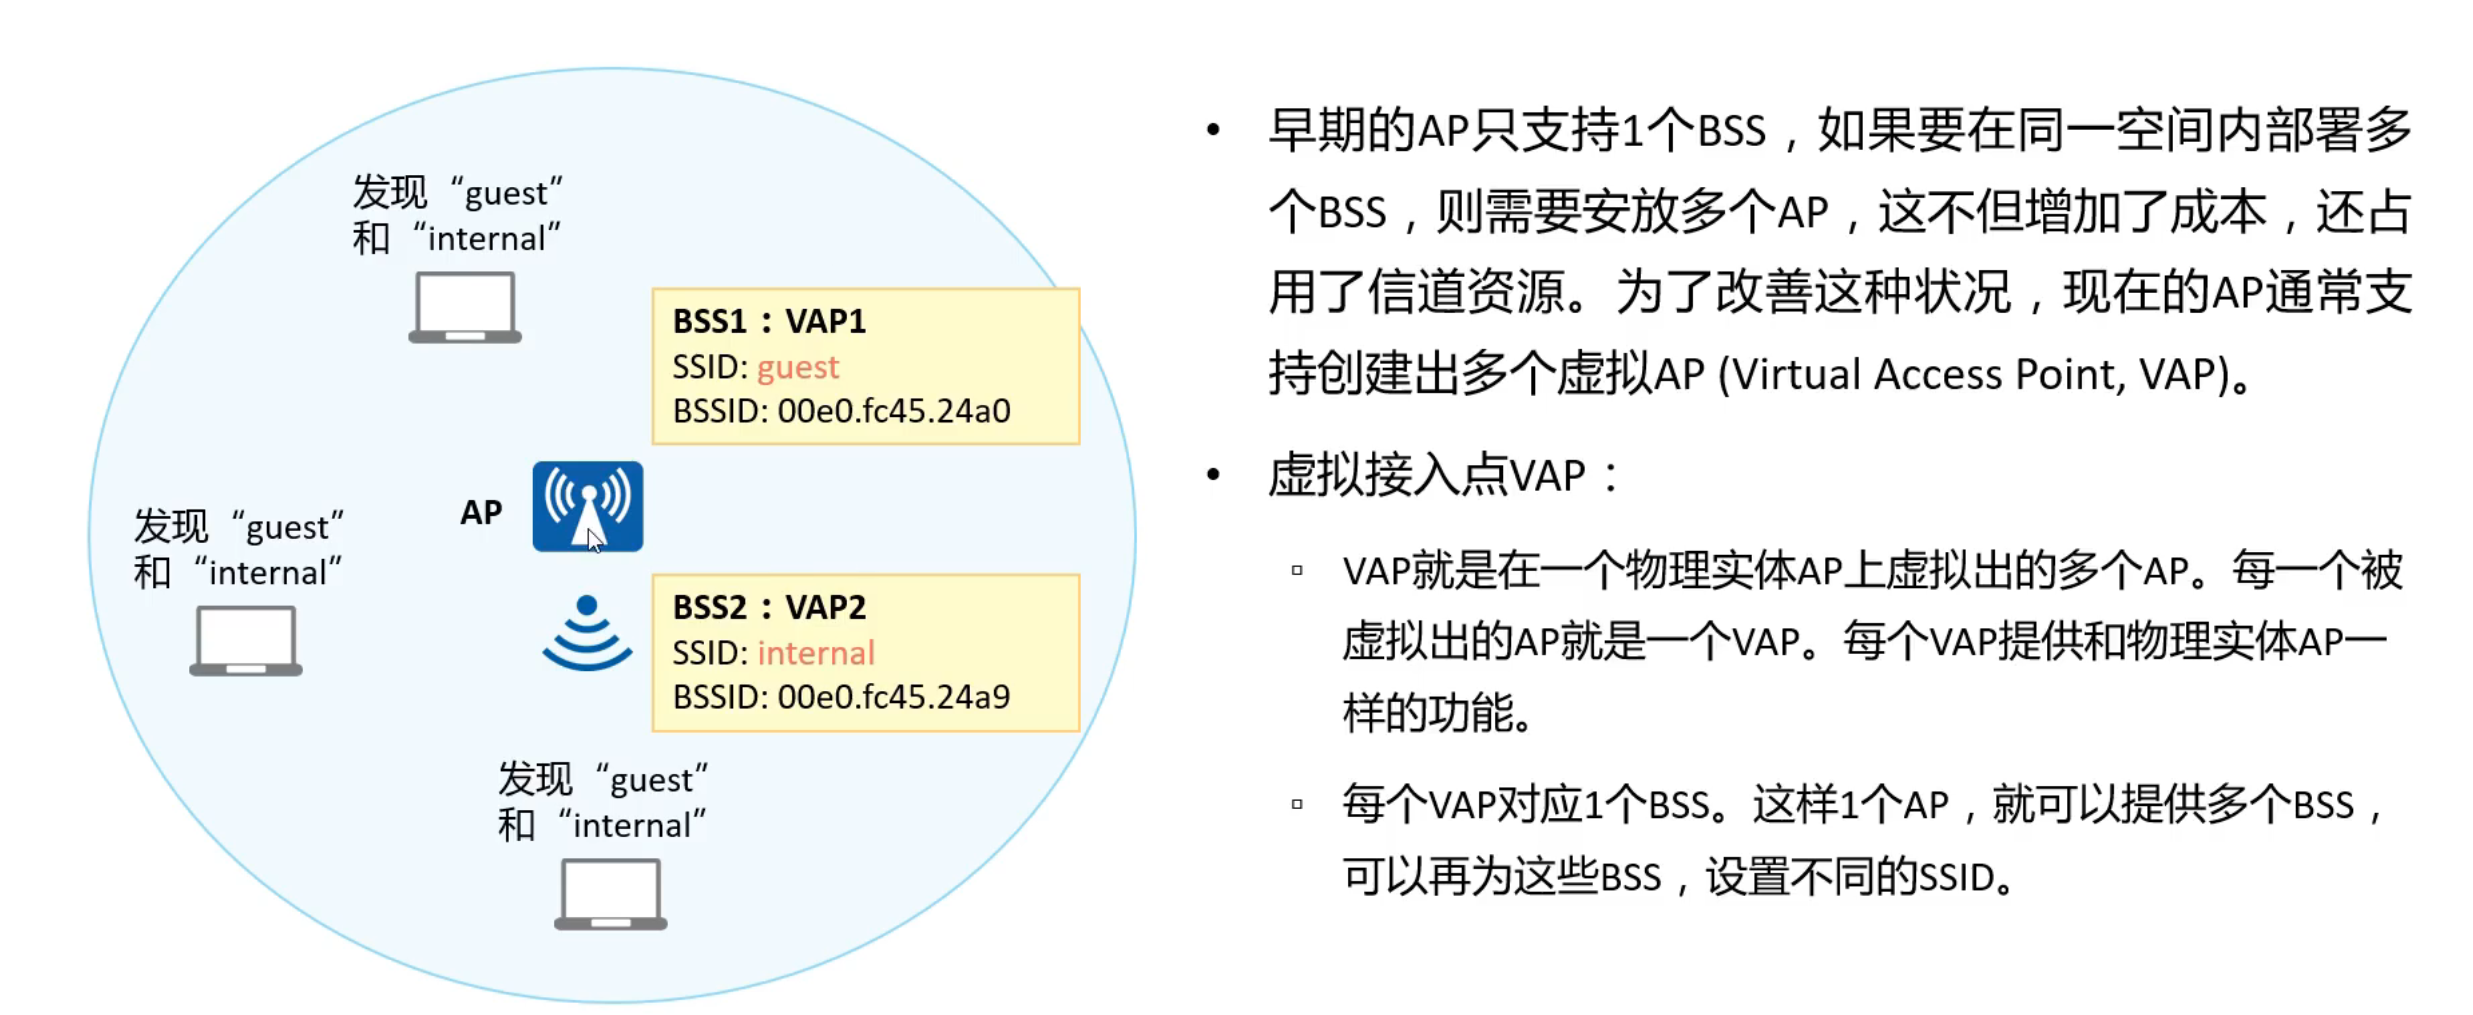 发现“guest”
和“internal”
BSS1：VAP1
SSID: guest
BSSID: 00e0.fc45.24a0
AP
发现“guest”
和“internal”
BSS2：VAP2
SSID: internal
BSSID: 00e0.fc45.24a9
发现“guest”
和“internal”
• 早期的AP只支持1个BSS，如果要在同一空间内部署多
个BSS，则需要安放多个AP，这不但增加了成本，还占
用了信道资源。为了改善这种状况，现在的AP通常支
持创建出多个虚拟AP (Virtual Access Point, VAP)。
• 虚拟接入点VAP：
▫ VAP就是在一个物理实体AP上虚拟出的多个AP。每一个被
虚拟出的AP就是一个VAP。每个VAP提供和物理实体AP一
样的功能。
▫ 每个VAP对应1个BSS。这样1个AP，就可以提供多个BSS，
可以再为这些BSS，设置不同的SSID。